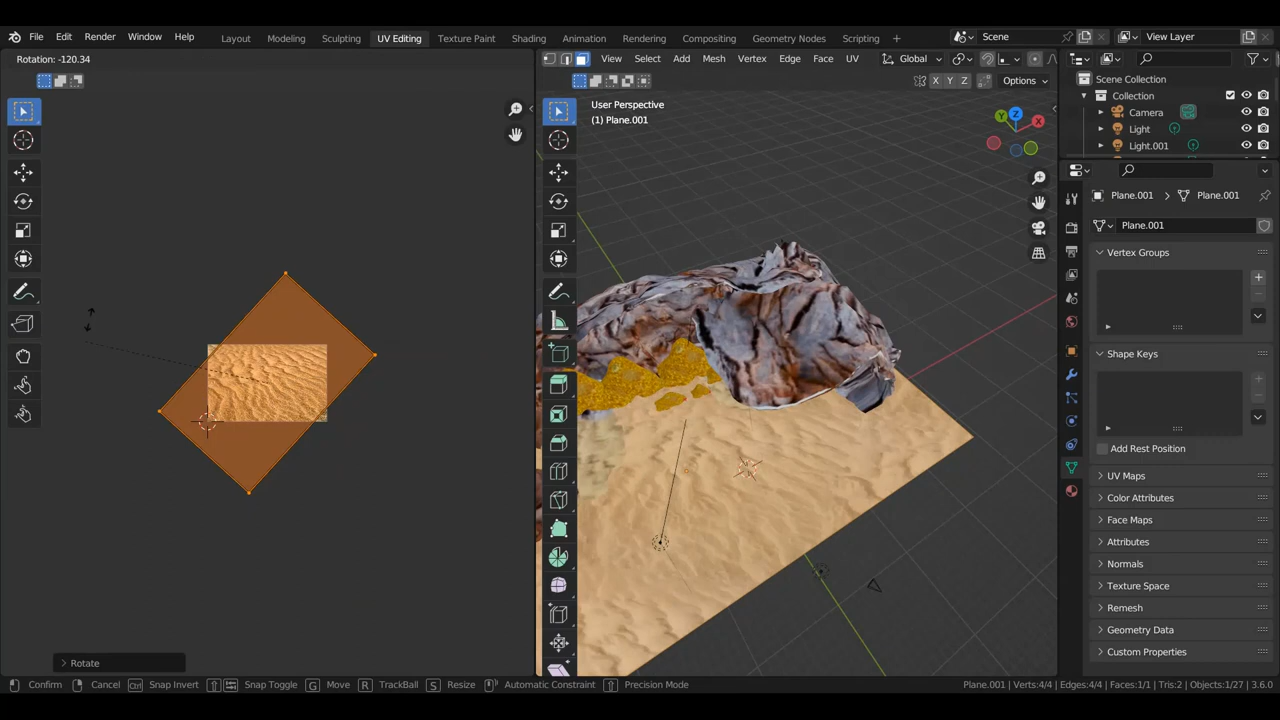 File Edit Render Window Help Layout Modeling Sculpting UV Editing Texture Paint Shading Animation Rendering Compositing Geometry Nodes Scripting Scene View Layer
Rotation: -120.34
View Select Add Mesh Vertex Edge Face UV Global
X Y Z Options
User Perspective
(1) Plane.001
Z
Y
X
Scene Collection
Collection
Camera
Light
Light.001
Plane.001 > Plane.001
Plane.001
Vertex Groups
Shape Keys
Add Rest Position
UV Maps
Color Attributes
Face Maps
Attributes
Normals
Texture Space
Remesh
Geometry Data
Custom Properties
Rotate
Confirm Cancel Ctrl Snap Invert Snap Toggle G Move R TrackBall S Resize Automatic Constraint Precision Mode Plane.001 | Verts:4/4 | Edges:4/4 | Faces:1/1 | Tris:2 | Objects:1/27 | 3.6.0